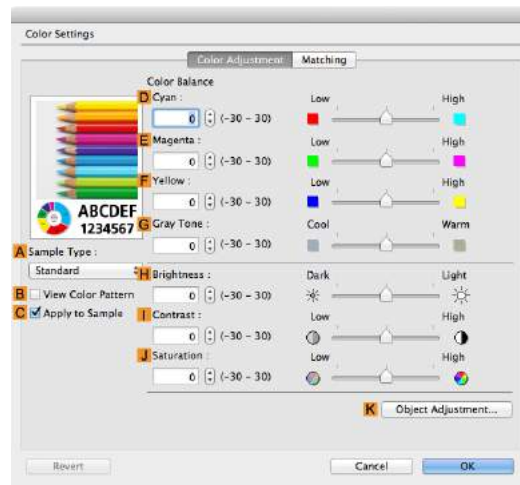 Color Settings
Color Adjustment Matching
Color Balance
D Cyan : Low High
0 (-30 - 30)
E Magenta : Low High
0 (-30 - 30)
F Yellow : Low High
0 (-30 - 30)
ABCDEF
1234567
G Gray Tone : Cool Warm
0 (-30 - 30)
A Sample Type :
Standard
H Brightness : Dark Light
B View Color Pattern
0 (-30 - 30)
C Apply to Sample
I Contrast : Low High
0 (-30 - 30)
J Saturation : Low High
0 (-30 - 30)
K Object Adjustment...
Revert Cancel OK